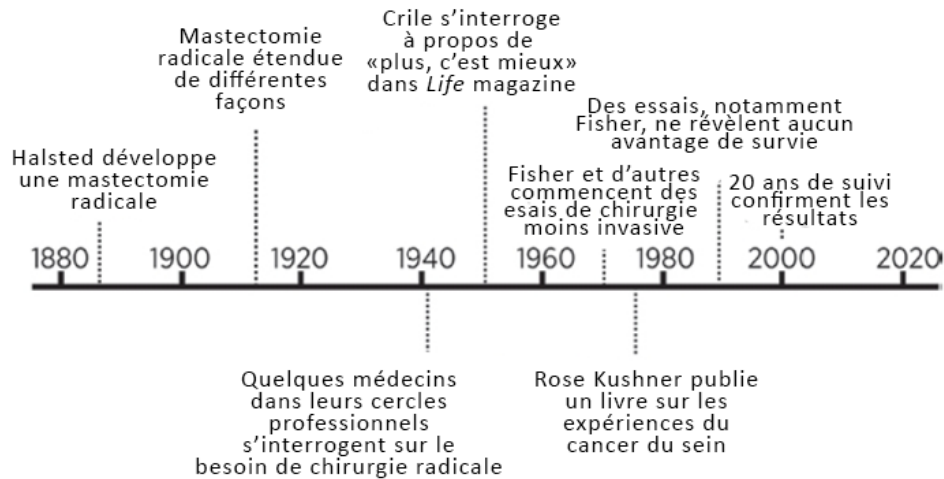 Crile s'interroge
à propos de
«plus, c'est mieux»
dans Life magazine
Mastectomie
radicale étendue
de différentes
façons
Des essais, notamment
Fisher, ne révèlent aucun
avantage de survie
Halsted développe
une mastectomie
radicale
Fisher et d'autres
commencent des
esais de chirurgie
moins invasive
20 ans de suivi
confirment les
résultats
1880 1900 1920 1940 1960 1980 2000 2020
Quelques médecins
dans leurs cercles
professionnels
s'interrogent sur le
besoin de chirurgie radicale
Rose Kushner publie
un livre sur les
expériences du
cancer du sein